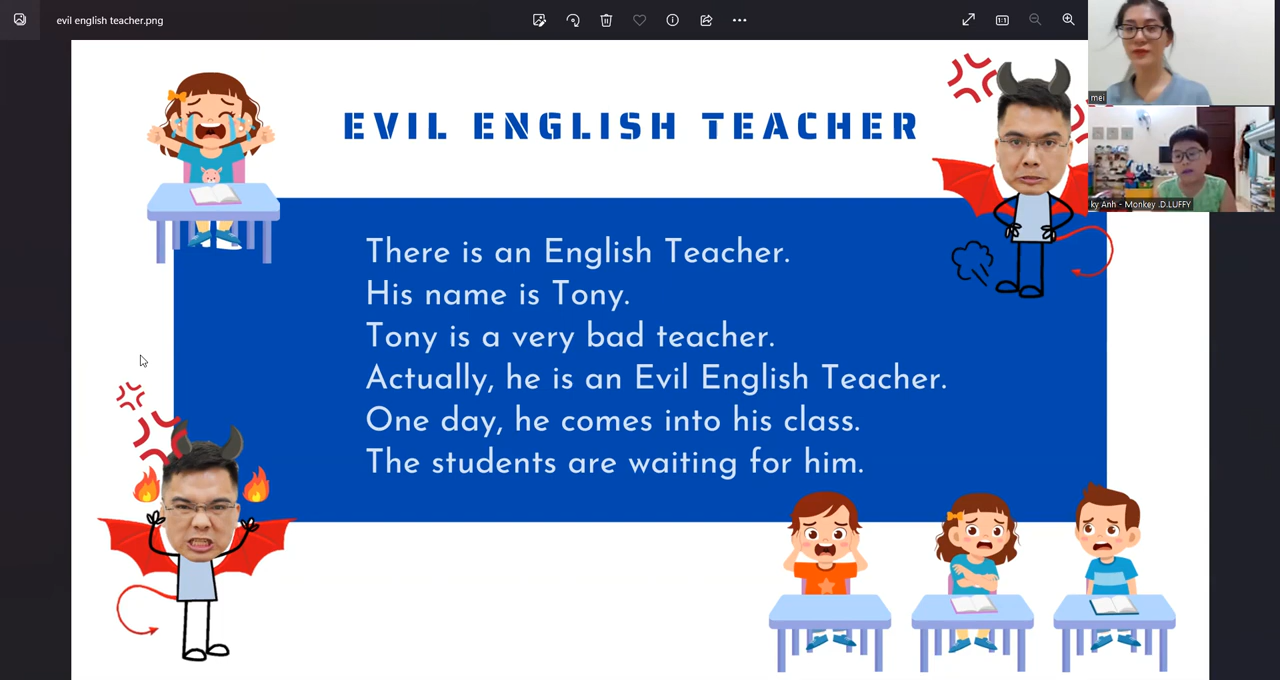 evil english teacher.png
mei
EVIL ENGLISH TEACHER
ky Anh - Monkey .D.LUFFY
There is an English Teacher.
His name is Tony.
Tony is a very bad teacher.
Actually, he is an Evil English Teacher.
One day, he comes into his class.
The students are waiting for him.